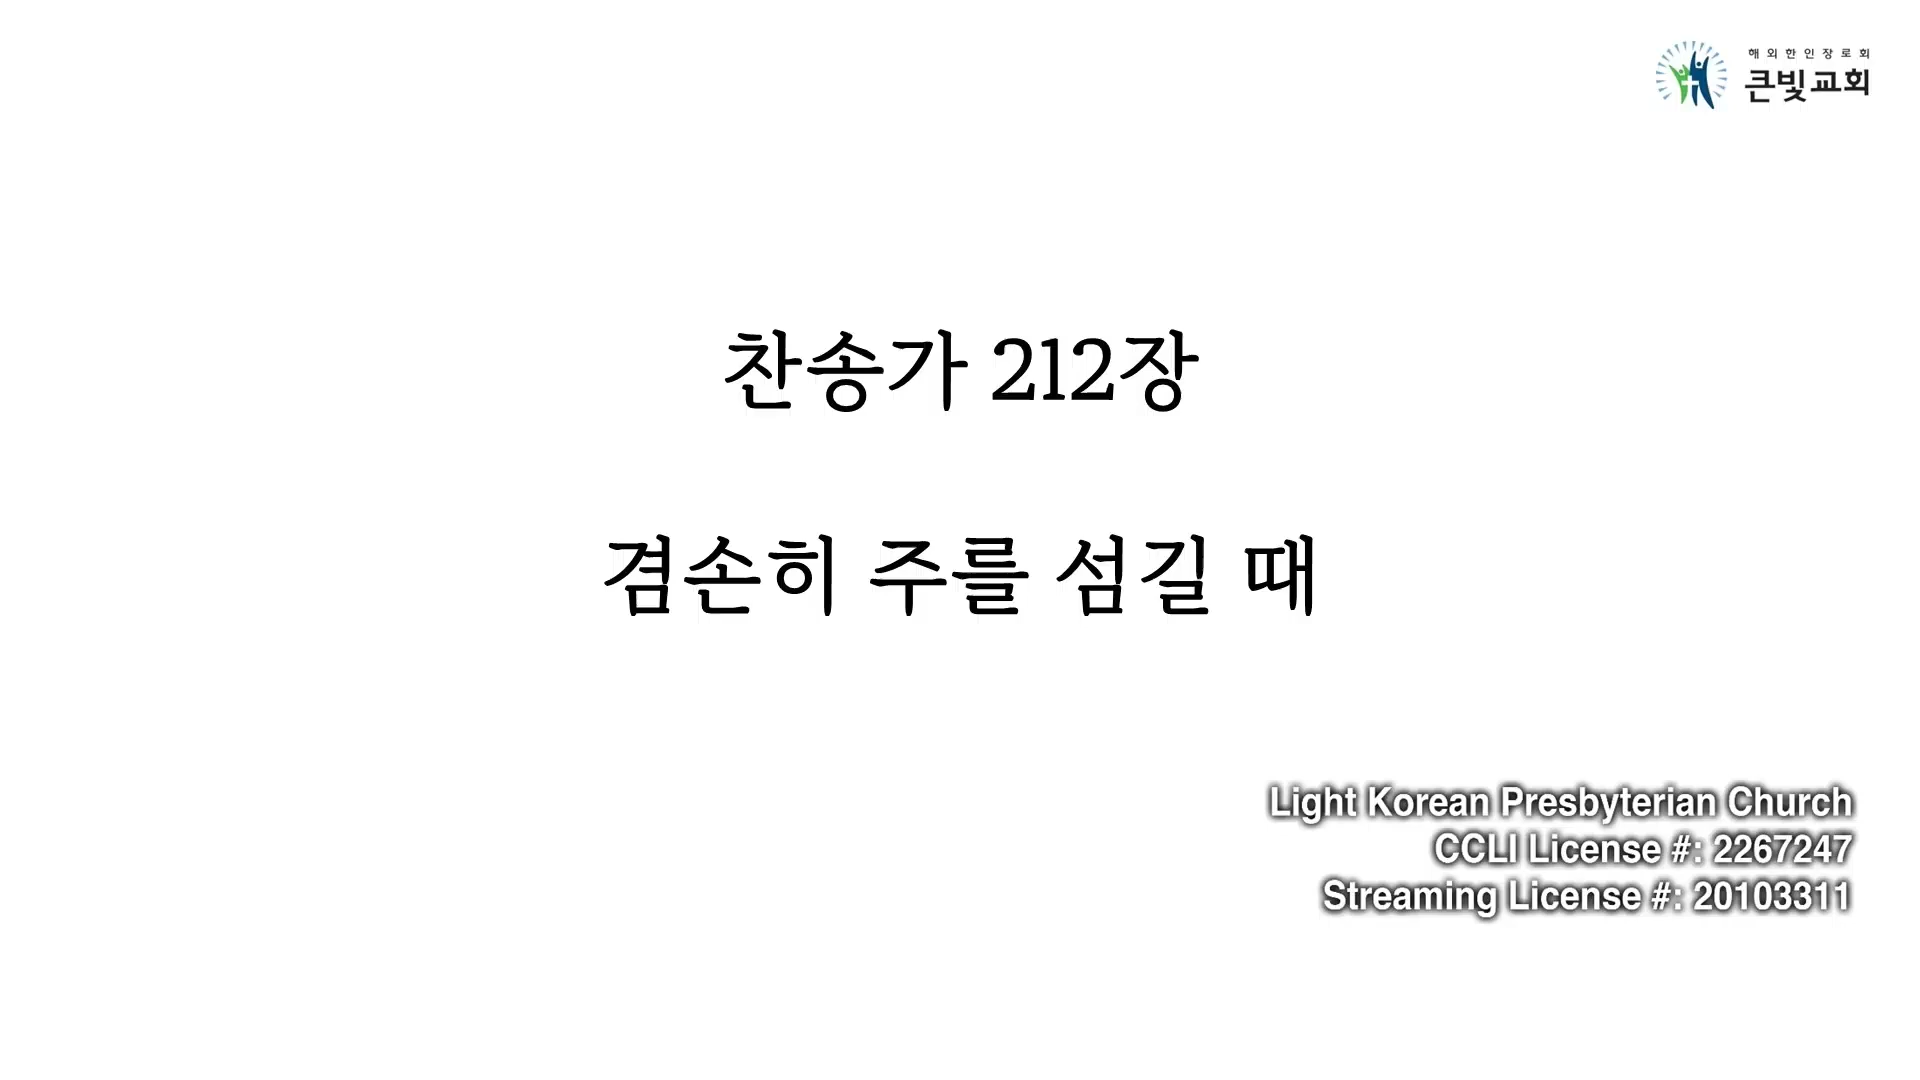 해외한인장로회
큰빛교회
찬송가 212장
겸손히 주를 섬길 때
Light Korean Presbyterian Church
CCLI License #: 2267247
Streaming License #: 20103311